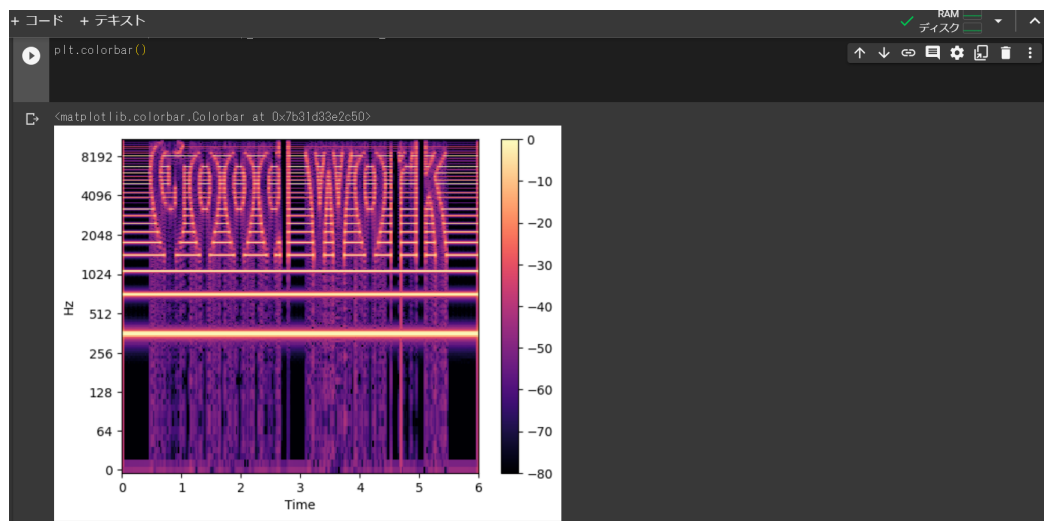 + コード + テキスト
RAM
ディスク
plt.colorbar()
<matplotlib.colorbar.Colorbar at 0x7b31d33e2c50>
Good Work
8192
4096
2048
1024
512
256
128
64
0
Hz
0 1 2 3 4 5 6
Time
0
−10
−20
−30
−40
−50
−60
−70
−80